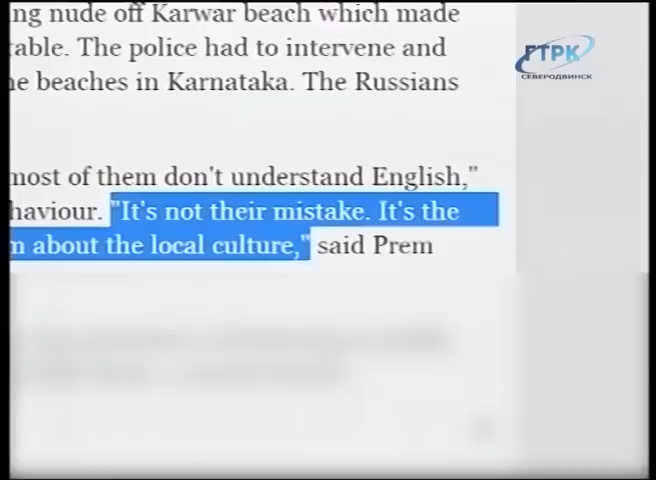 ng nude off Karwar beach which made
able. The police had to intervene and
e beaches in Karnataka. The Russians
most of them don't understand English,"
haviour. "It's not their mistake. It's the
about the local culture," said Prem
ГТРК
СЕВЕРОДВИНСК